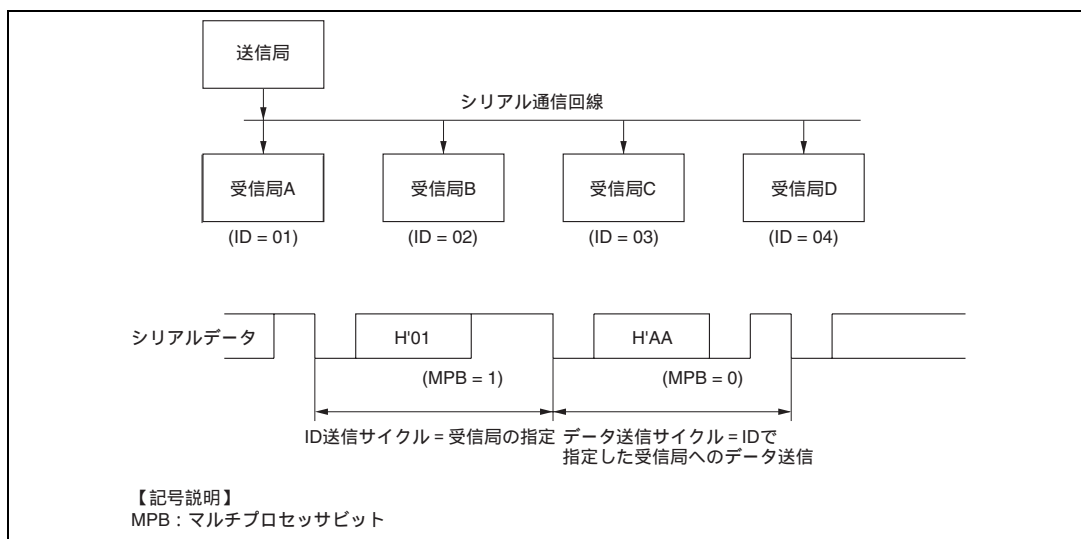 送信局
シリアル通信回線
受信局A
受信局B
受信局C
受信局D
(ID = 01)
(ID = 02)
(ID = 03)
(ID = 04)
シリアルデータ
H'01
H'AA
(MPB = 1)
(MPB = 0)
ID送信サイクル = 受信局の指定
データ送信サイクル = IDで
指定した受信局へのデータ送信
【記号説明】
MPB : マルチプロセッサビット